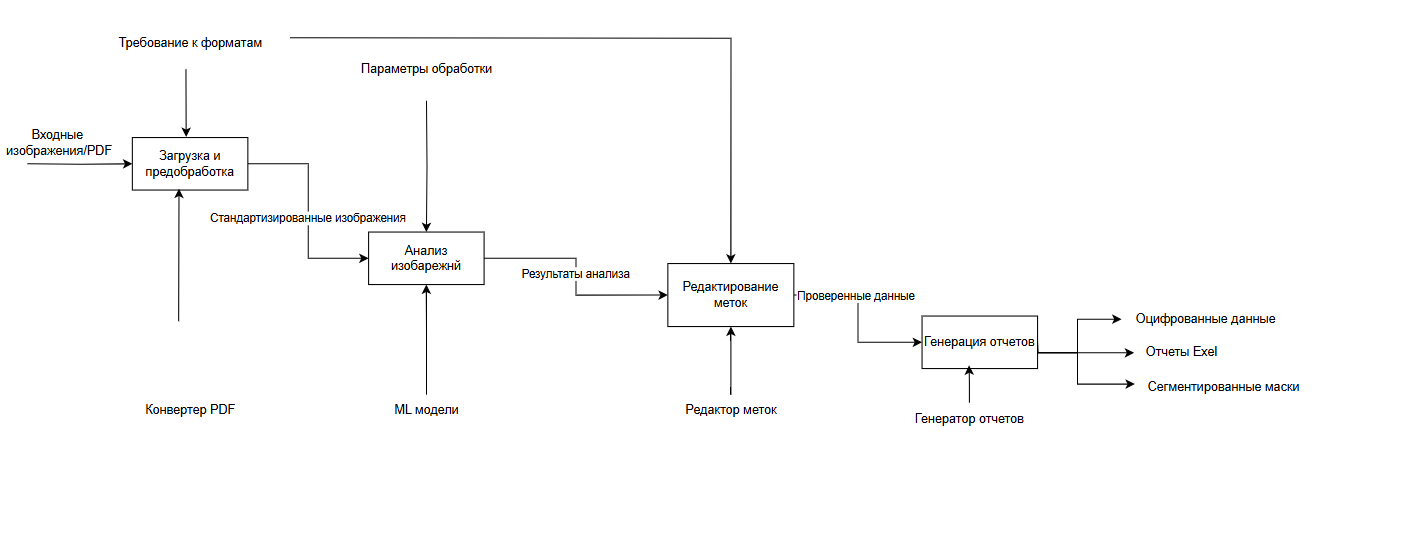 Требование к форматам
Параметры обработки
Входные
изображения/PDF
Загрузка и
предобработка
Стандартизированные изображения
Анализ
изобарежнй
Результаты анализа
Редактирование
меток
Проверенные данные
Генерация отчетов
Оцифрованные данные
Отчеты Exel
Сегментированные маски
Конвертер PDF
ML модели
Редактор меток
Генератор отчетов